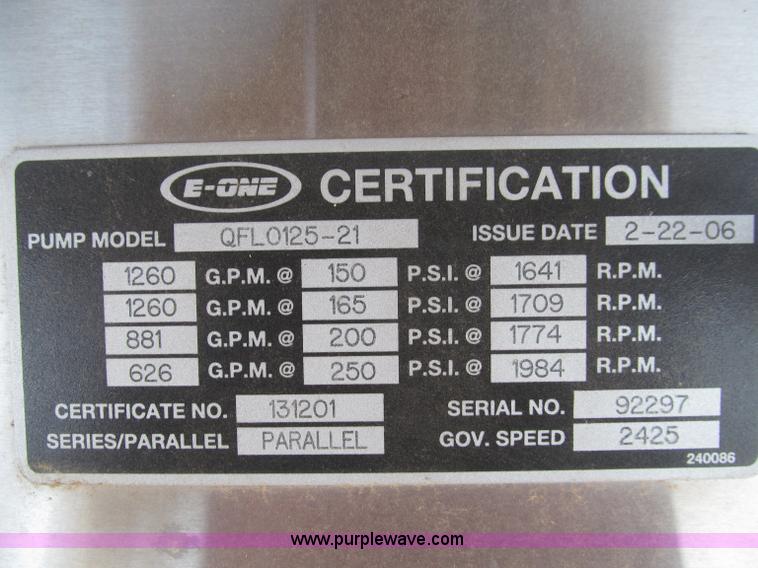 E-ONE CERTIFICATION
PUMP MODEL QFLO125-21 ISSUE DATE 2-22-06
1260 G.P.M. @ 150 P.S.I. @ 1641 R.P.M.
1260 G.P.M. @ 165 P.S.I. @ 1709 R.P.M.
881 G.P.M. @ 200 P.S.I. @ 1774 R.P.M.
626 G.P.M. @ 250 P.S.I. @ 1984 R.P.M.
CERTIFICATE NO. 131201 SERIAL NO. 92297
SERIES/PARALLEL PARALLEL GOV. SPEED 2425
240086
www.purplewave.com